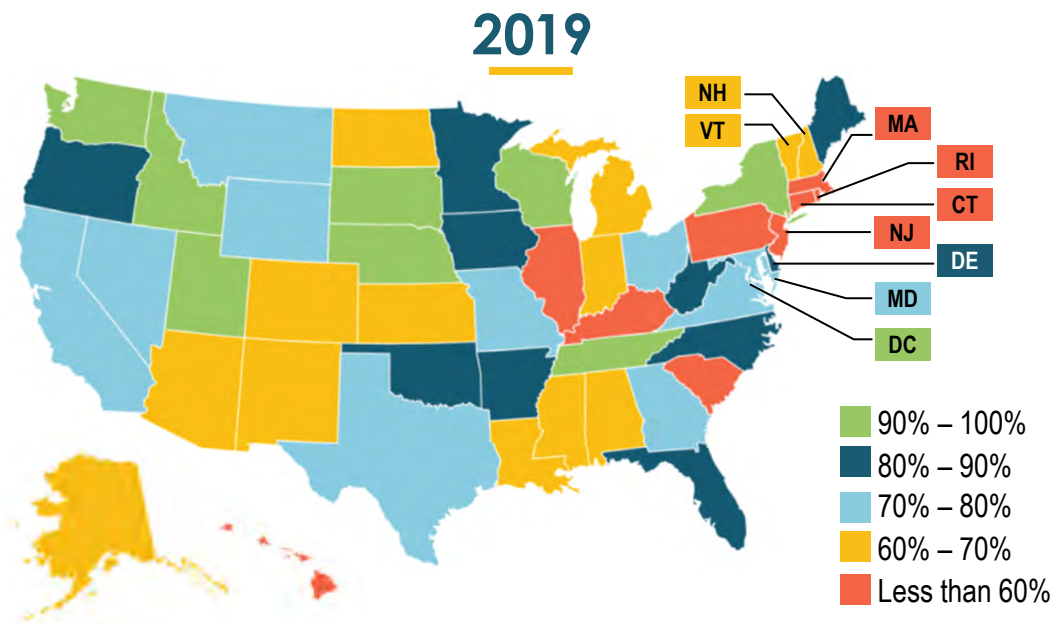 2019
NH
VT
MA
RI
CT
NJ
DE
MD
DC
90% – 100%
80% – 90%
70% – 80%
60% – 70%
Less than 60%